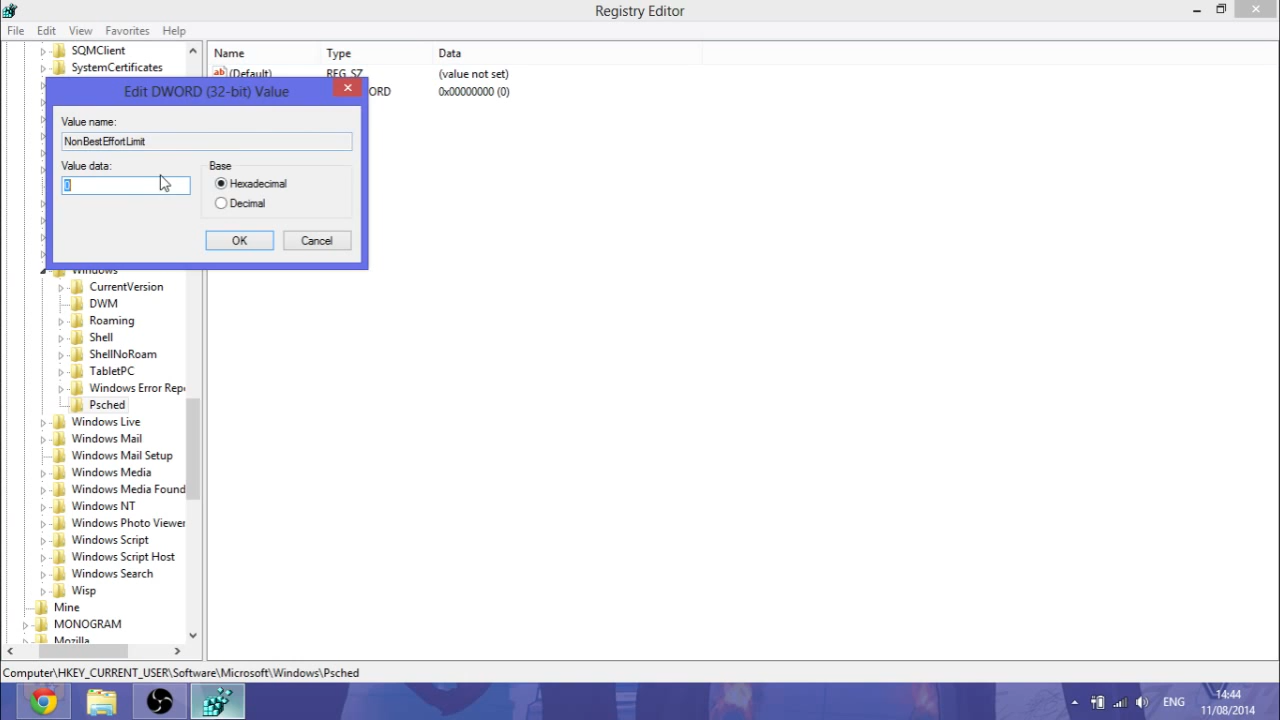 Registry Editor
File Edit View Favorites Help
SQMClient
SystemCertificates
Name Type Data
ab (Default) REG_SZ (value not set)
ORD 0x00000000 (0)
Edit DWORD (32-bit) Value
Value name:
NonBestEffortLimit
Value data:
0
Base
Hexadecimal
Decimal
OK Cancel
Windows
CurrentVersion
DWM
Roaming
Shell
ShellNoRoam
TabletPC
Windows Error Repo
Psched
Windows Live
Windows Mail
Windows Mail Setup
Windows Media
Windows Media Found
Windows NT
Windows Photo Viewer
Windows Script
Windows Script Host
Windows Search
Wisp
Mine
MONOGRAM
Mozilla
Computer\HKEY_CURRENT_USER\Software\Microsoft\Windows\Psched
ENG
14:44
11/08/2014